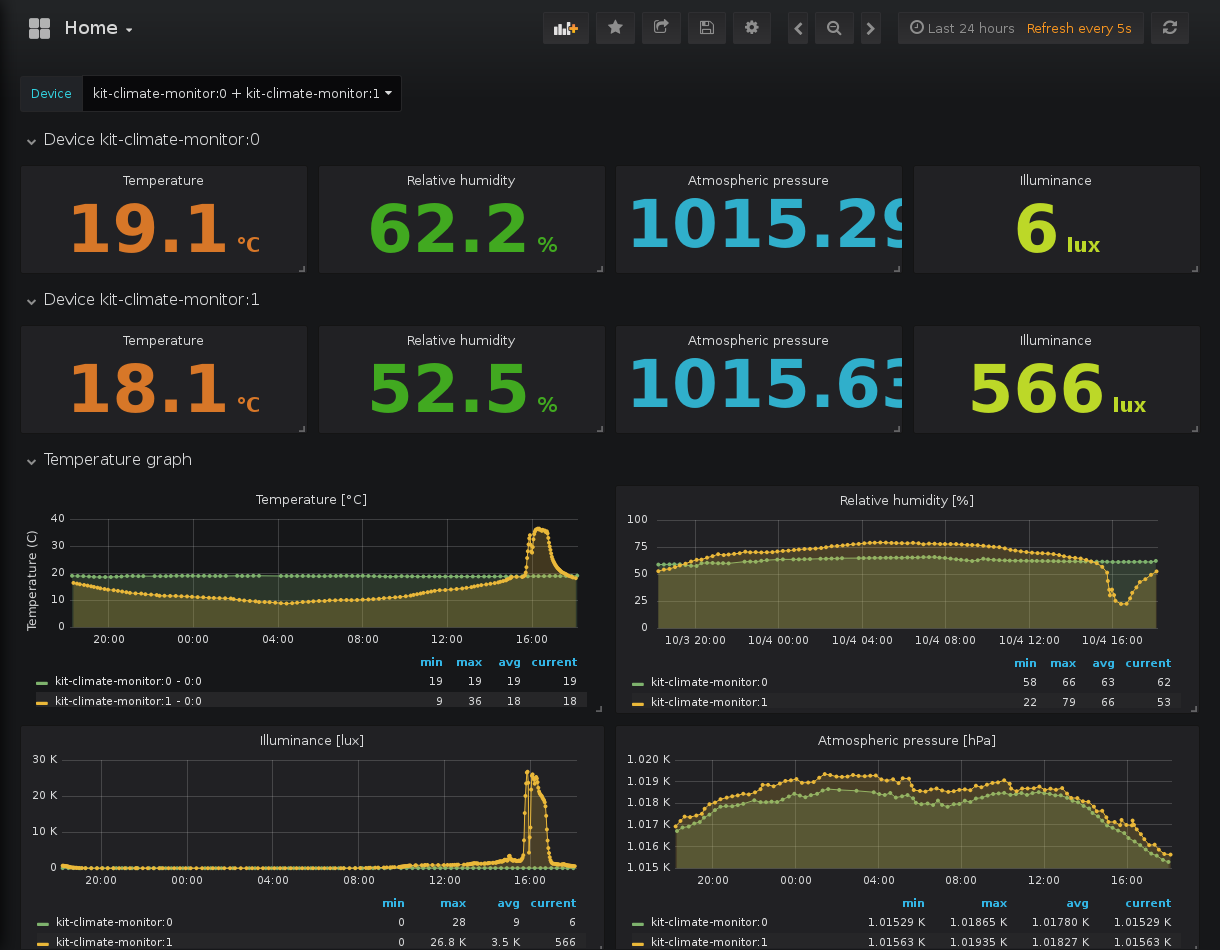 Home
Last 24 hours Refresh every 5s
Device kit-climate-monitor:0 + kit-climate-monitor:1
Device kit-climate-monitor:0
Temperature Relative humidity Atmospheric pressure Illuminance
19.1 °C 62.2 % 1015.29 6 lux
Device kit-climate-monitor:1
Temperature Relative humidity Atmospheric pressure Illuminance
18.1 °C 52.5 % 1015.63 566 lux
Temperature graph
Temperature [°C]
Temperature (C)
40
30
20
10
0
20:00 00:00 04:00 08:00 12:00 16:00
min max avg current
kit-climate-monitor:0 - 0:0 19 19 19 19
kit-climate-monitor:1 - 0:0 9 36 18 18
Relative humidity [%]
100
75
50
25
0
10/3 20:00 10/4 00:00 10/4 04:00 10/4 08:00 10/4 12:00 10/4 16:00
min max avg current
kit-climate-monitor:0 58 66 63 62
kit-climate-monitor:1 22 79 66 53
Illuminance [lux]
30 K
20 K
10 K
0
20:00 00:00 04:00 08:00 12:00 16:00
min max avg current
kit-climate-monitor:0 0 28 9 6
kit-climate-monitor:1 0 26.8 K 3.5 K 566
Atmospheric pressure [hPa]
1.020 K
1.019 K
1.018 K
1.017 K
1.016 K
1.015 K
20:00 00:00 04:00 08:00 12:00 16:00
min max avg current
kit-climate-monitor:0 1.01529 K 1.01865 K 1.01780 K 1.01529 K
kit-climate-monitor:1 1.01563 K 1.01935 K 1.01827 K 1.01563 K